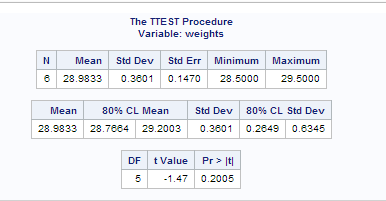 The TTEST Procedure
Variable: weights
N Mean Std Dev Std Err Minimum Maximum
6 28.9833 0.3601 0.1470 28.5000 29.5000
Mean 80% CL Mean Std Dev 80% CL Std Dev
28.9833 28.7664 29.2003 0.3601 0.2649 0.6345
DF t Value Pr > |t|
5 -1.47 0.2005